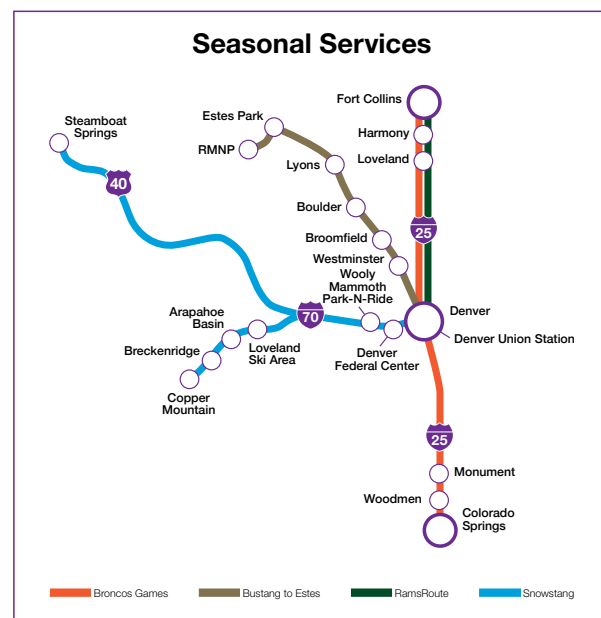 Seasonal Services
Fort Collins
Estes Park
Steamboat
Springs
Harmony
RMNP
Loveland
Lyons
40
Boulder
25
Broomfield
Westminster
Wooly
Mammoth
Park-N-Ride
Arapahoe
Basin
70
Denver
Denver Union Station
Breckenridge
Loveland
Ski Area
Denver
Federal Center
Copper
Mountain
25
Monument
Woodmen
Colorado
Springs
Broncos Games
Bustang to Estes
RamsRoute
Snowstang